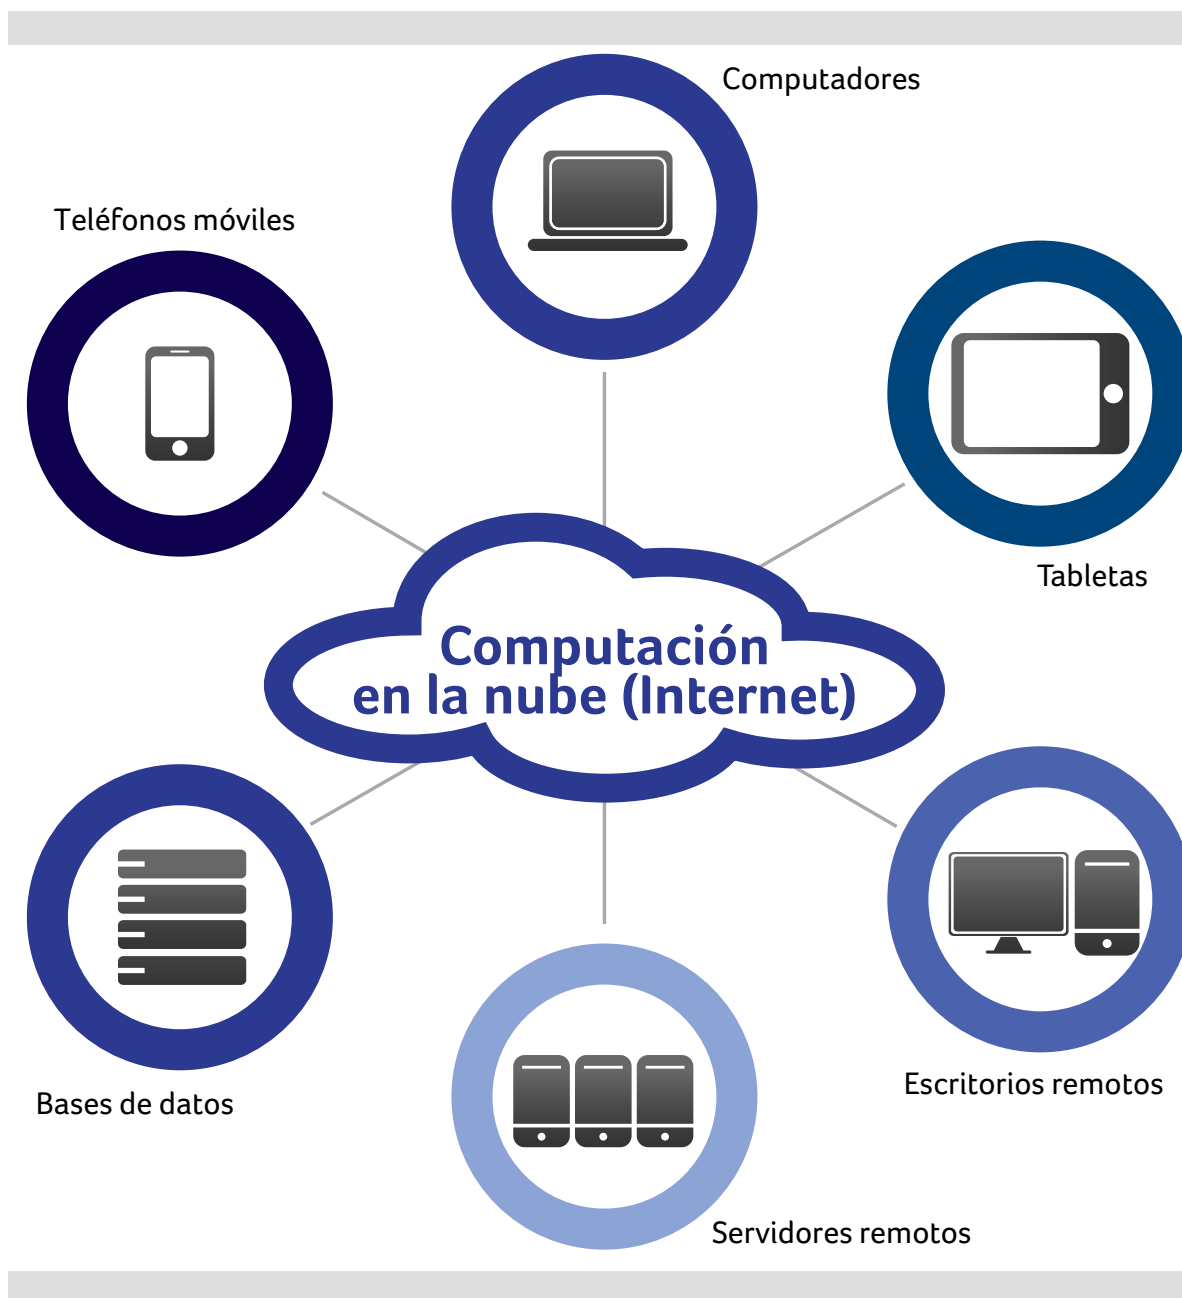 Computadores
Teléfonos móviles
Tabletas
Computación
en la nube (Internet)
Bases de datos
Escritorios remotos
Servidores remotos